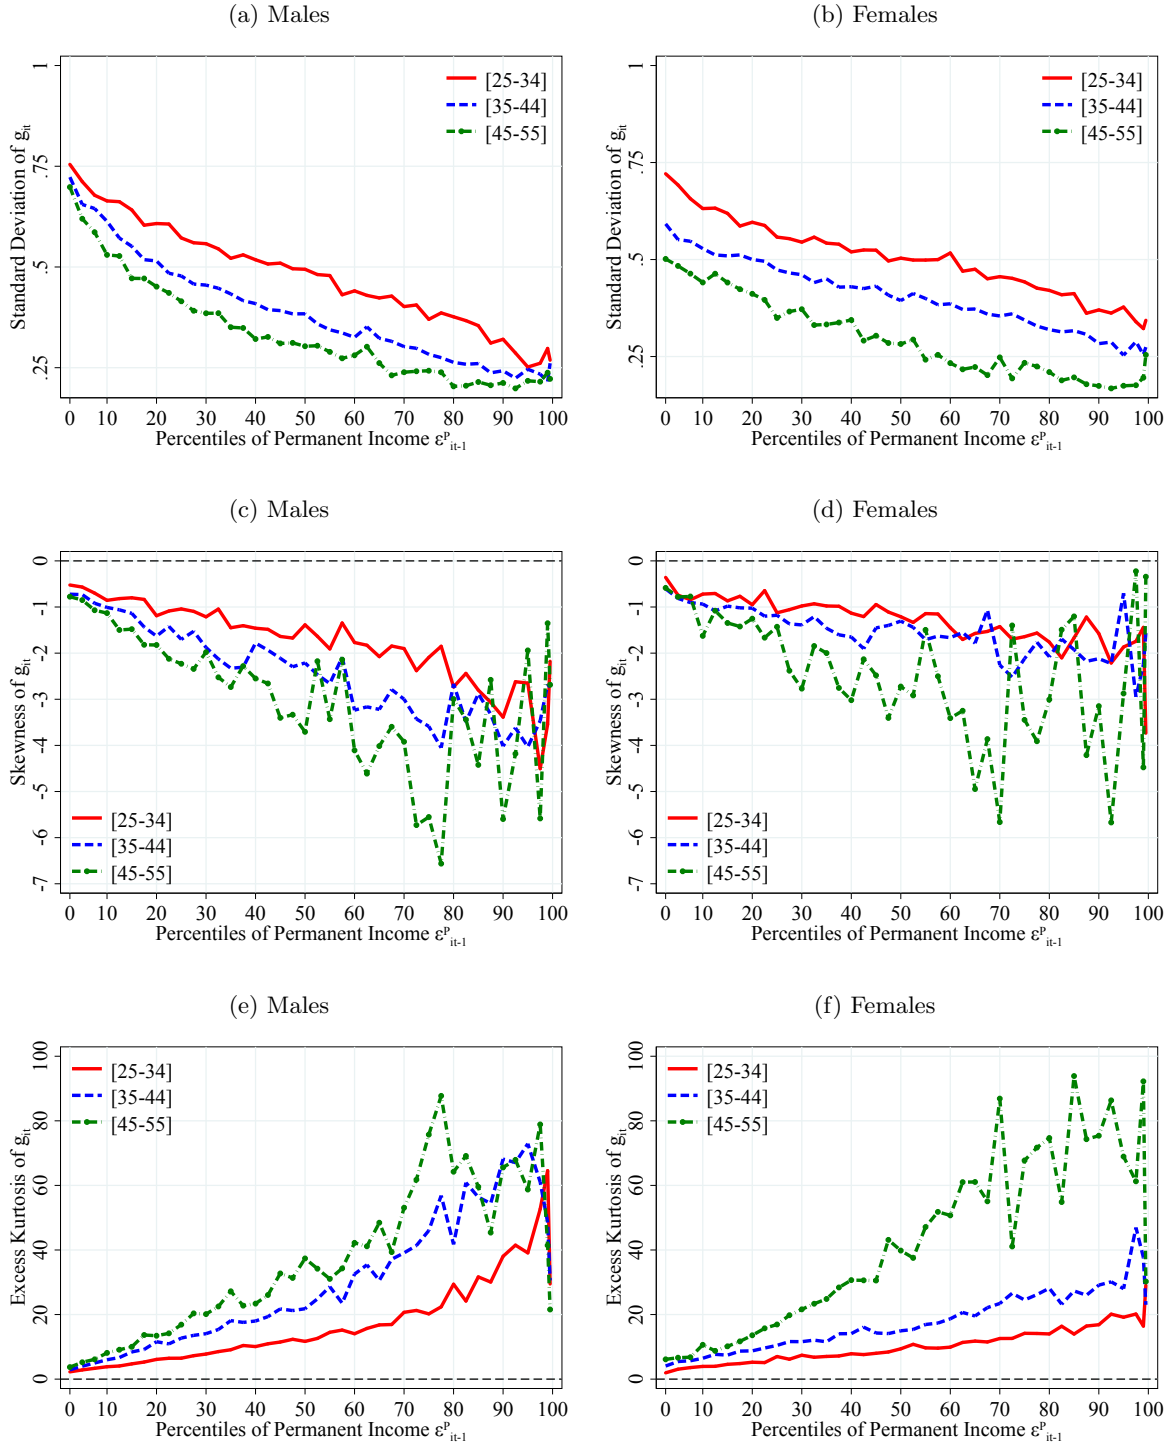 (a) Males
Standard Deviation of g_it
1
.75
.5
.25
[25-34]
[35-44]
[45-55]
0 10 20 30 40 50 60 70 80 90 100
Percentiles of Permanent Income ε^P_it-1
(b) Females
Standard Deviation of g_it
1
.75
.5
.25
[25-34]
[35-44]
[45-55]
0 10 20 30 40 50 60 70 80 90 100
Percentiles of Permanent Income ε^P_it-1
(c) Males
Skewness of g_it
0
-1
-2
-3
-4
-5
-6
-7
[25-34]
[35-44]
[45-55]
0 10 20 30 40 50 60 70 80 90 100
Percentiles of Permanent Income ε^P_it-1
(d) Females
Skewness of g_it
0
-1
-2
-3
-4
-5
-6
-7
[25-34]
[35-44]
[45-55]
0 10 20 30 40 50 60 70 80 90 100
Percentiles of Permanent Income ε^P_it-1
(e) Males
Excess Kurtosis of g_it
100
80
60
40
20
0
[25-34]
[35-44]
[45-55]
0 10 20 30 40 50 60 70 80 90 100
Percentiles of Permanent Income ε^P_it-1
(f) Females
Excess Kurtosis of g_it
100
80
60
40
20
0
[25-34]
[35-44]
[45-55]
0 10 20 30 40 50 60 70 80 90 100
Percentiles of Permanent Income ε^P_it-1